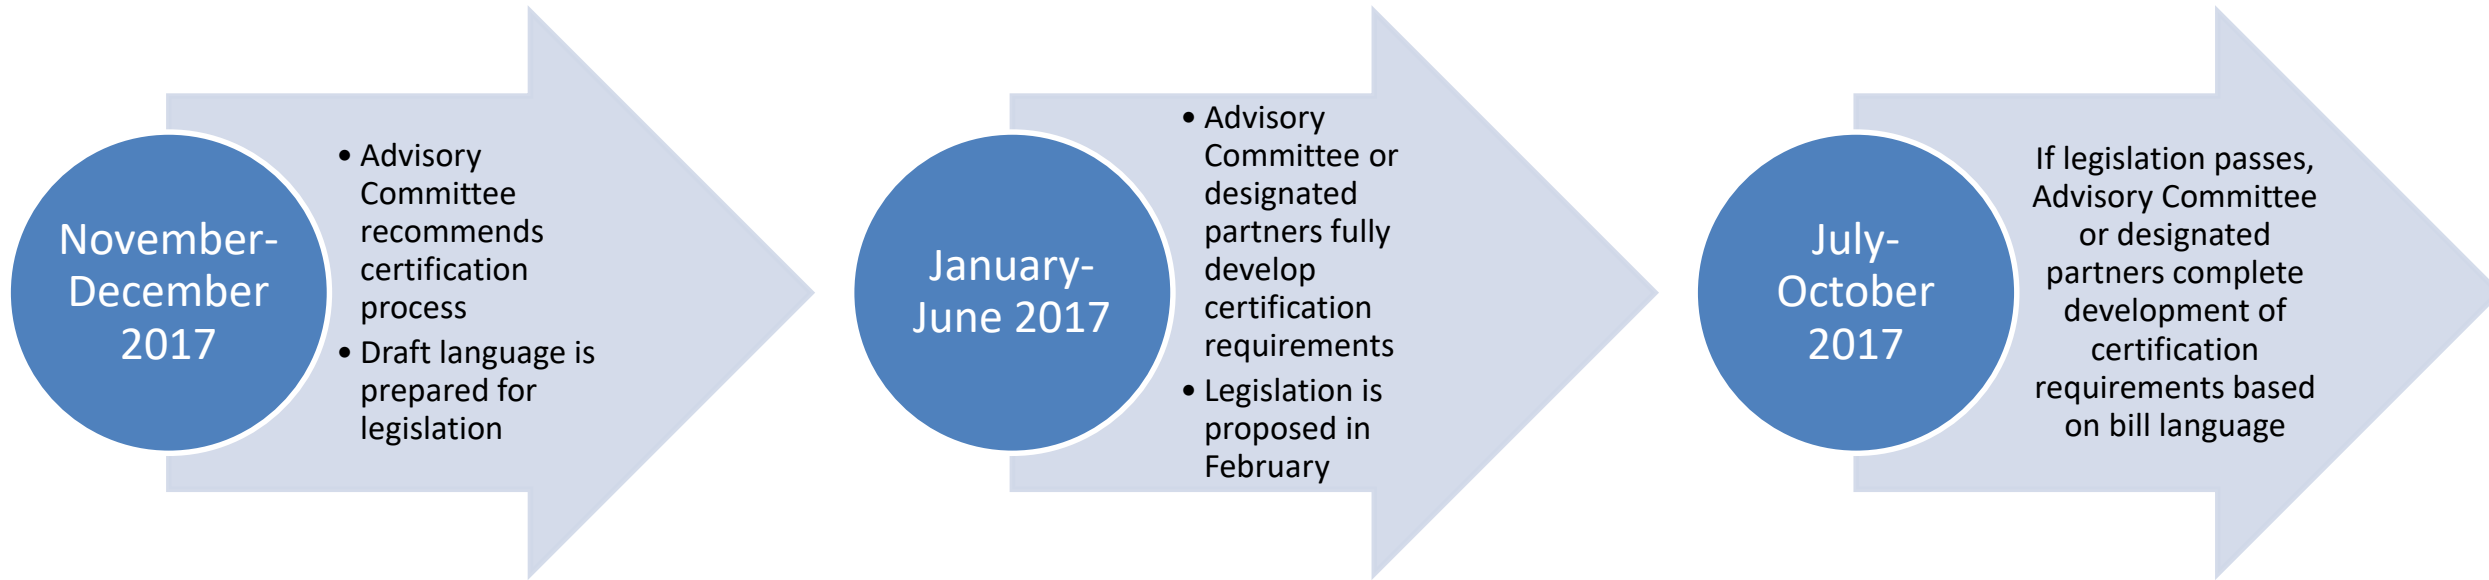 November-
December
2017
• Advisory
Committee
recommends
certification
process
• Draft language is
prepared for
legislation
January-
June 2017
• Advisory
Committee or
designated
partners fully
develop
certification
requirements
• Legislation is
proposed in
February
July-
October
2017
If legislation passes,
Advisory Committee
or designated
partners complete
development of
certification
requirements based
on bill language